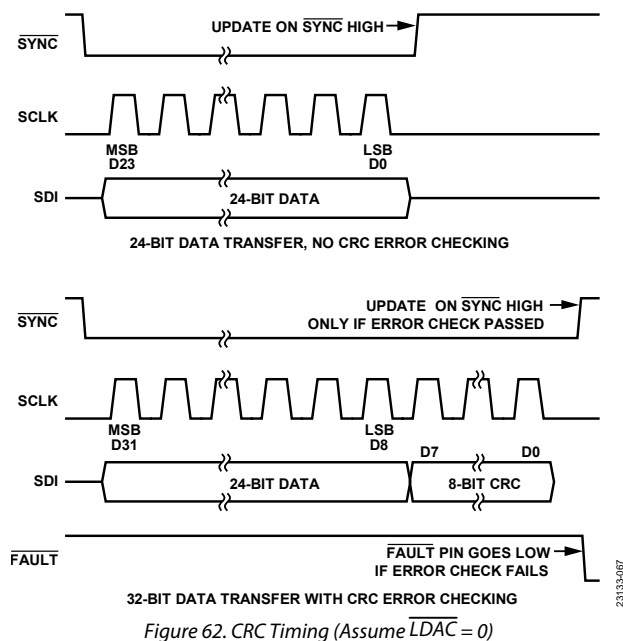 UPDATE ON SYNC HIGH
SYNC
SCLK
MSB
D23
LSB
D0
SDI
24-BIT DATA
24-BIT DATA TRANSFER, NO CRC ERROR CHECKING
UPDATE ON SYNC HIGH
ONLY IF ERROR CHECK PASSED
SYNC
SCLK
MSB
D31
LSB
D8
D7
D0
SDI
24-BIT DATA
8-BIT CRC
FAULT
FAULT PIN GOES LOW
IF ERROR CHECK FAILS
32-BIT DATA TRANSFER WITH CRC ERROR CHECKING
23133-067
Figure 62. CRC Timing (Assume LDAC = 0)